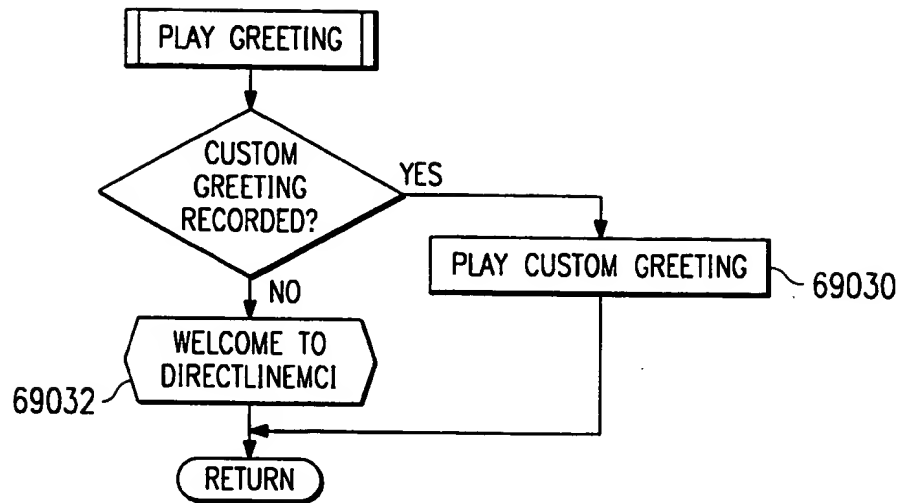 PLAY GREETING
CUSTOM
GREETING
RECORDED?
YES
PLAY CUSTOM GREETING
69030
NO
WELCOME TO
DIRECTLINEMCI
69032
RETURN